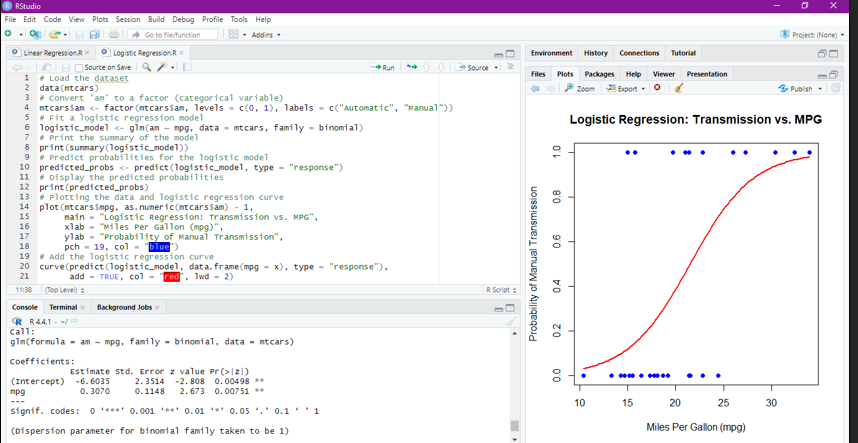 RStudio
File Edit Code View Plots Session Build Debug Profile Tools Help
Go to file/function
Addins
Project: (None)
Linear Regression.R
Logistic Regression.R
Source on Save
Run
Source
1 # Load the dataset
2 data(mtcars)
3 # Convert 'am' to a factor (categorical variable)
4 mtcars$am <- factor(mtcars$am, levels = c(0, 1), labels = c("Automatic", "Manual"))
5 # Fit a logistic regression model
6 logistic_model <- glm(am ~ mpg, data = mtcars, family = binomial)
7 # Print the summary of the model
8 print(summary(logistic_model))
9 # Predict probabilities for the logistic model
10 predicted_probs <- predict(logistic_model, type = "response")
11 # Display the predicted probabilities
12 print(predicted_probs)
13 # Plotting the data and logistic regression curve
14 plot(mtcars$mpg, as.numeric(mtcars$am) - 1,
15 main = "Logistic Regression: Transmission vs. MPG",
16 xlab = "Miles Per Gallon (mpg)",
17 ylab = "Probability of Manual Transmission",
18 pch = 19, col = "blue")
19 # Add the logistic regression curve
20 curve(predict(logistic_model, data.frame(mpg = x), type = "response"),
21 add = TRUE, col = "red", lwd = 2)
11:38 (Top Level) R Script
Console Terminal Background Jobs
R 4.4.1 · ~/
Call:
glm(formula = am ~ mpg, family = binomial, data = mtcars)
Coefficients:
Estimate Std. Error z value Pr(>|z|)
(Intercept) -6.6035 2.3514 -2.808 0.00498 **
mpg 0.3070 0.1148 2.673 0.00751 **
---
Signif. codes: 0 ‘***’ 0.001 ‘**’ 0.01 ‘*’ 0.05 ‘.’ 0.1 ‘ ’ 1
(Dispersion parameter for binomial family taken to be 1)
Environment History Connections Tutorial
Files Plots Packages Help Viewer Presentation
Zoom Export Publish
Logistic Regression: Transmission vs. MPG
Probability of Manual Transmission
1.0
0.8
0.6
0.4
0.2
0.0
10 15 20 25 30
Miles Per Gallon (mpg)